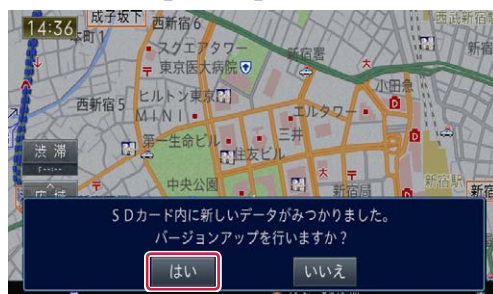 14:36
成子坂下
西新宿6
本町1
スクエアタワー
新宿署
東京医大病院
小田急
西新宿5
ヒルトン東京
MINI
エルタワー
第一生命ビル
三井
住友ビル
渋滞
中央公園
新宿局
新宿駅
新宿
広域
SDカード内に新しいデータがみつかりました。
バージョンアップを行いますか？
はい
いいえ